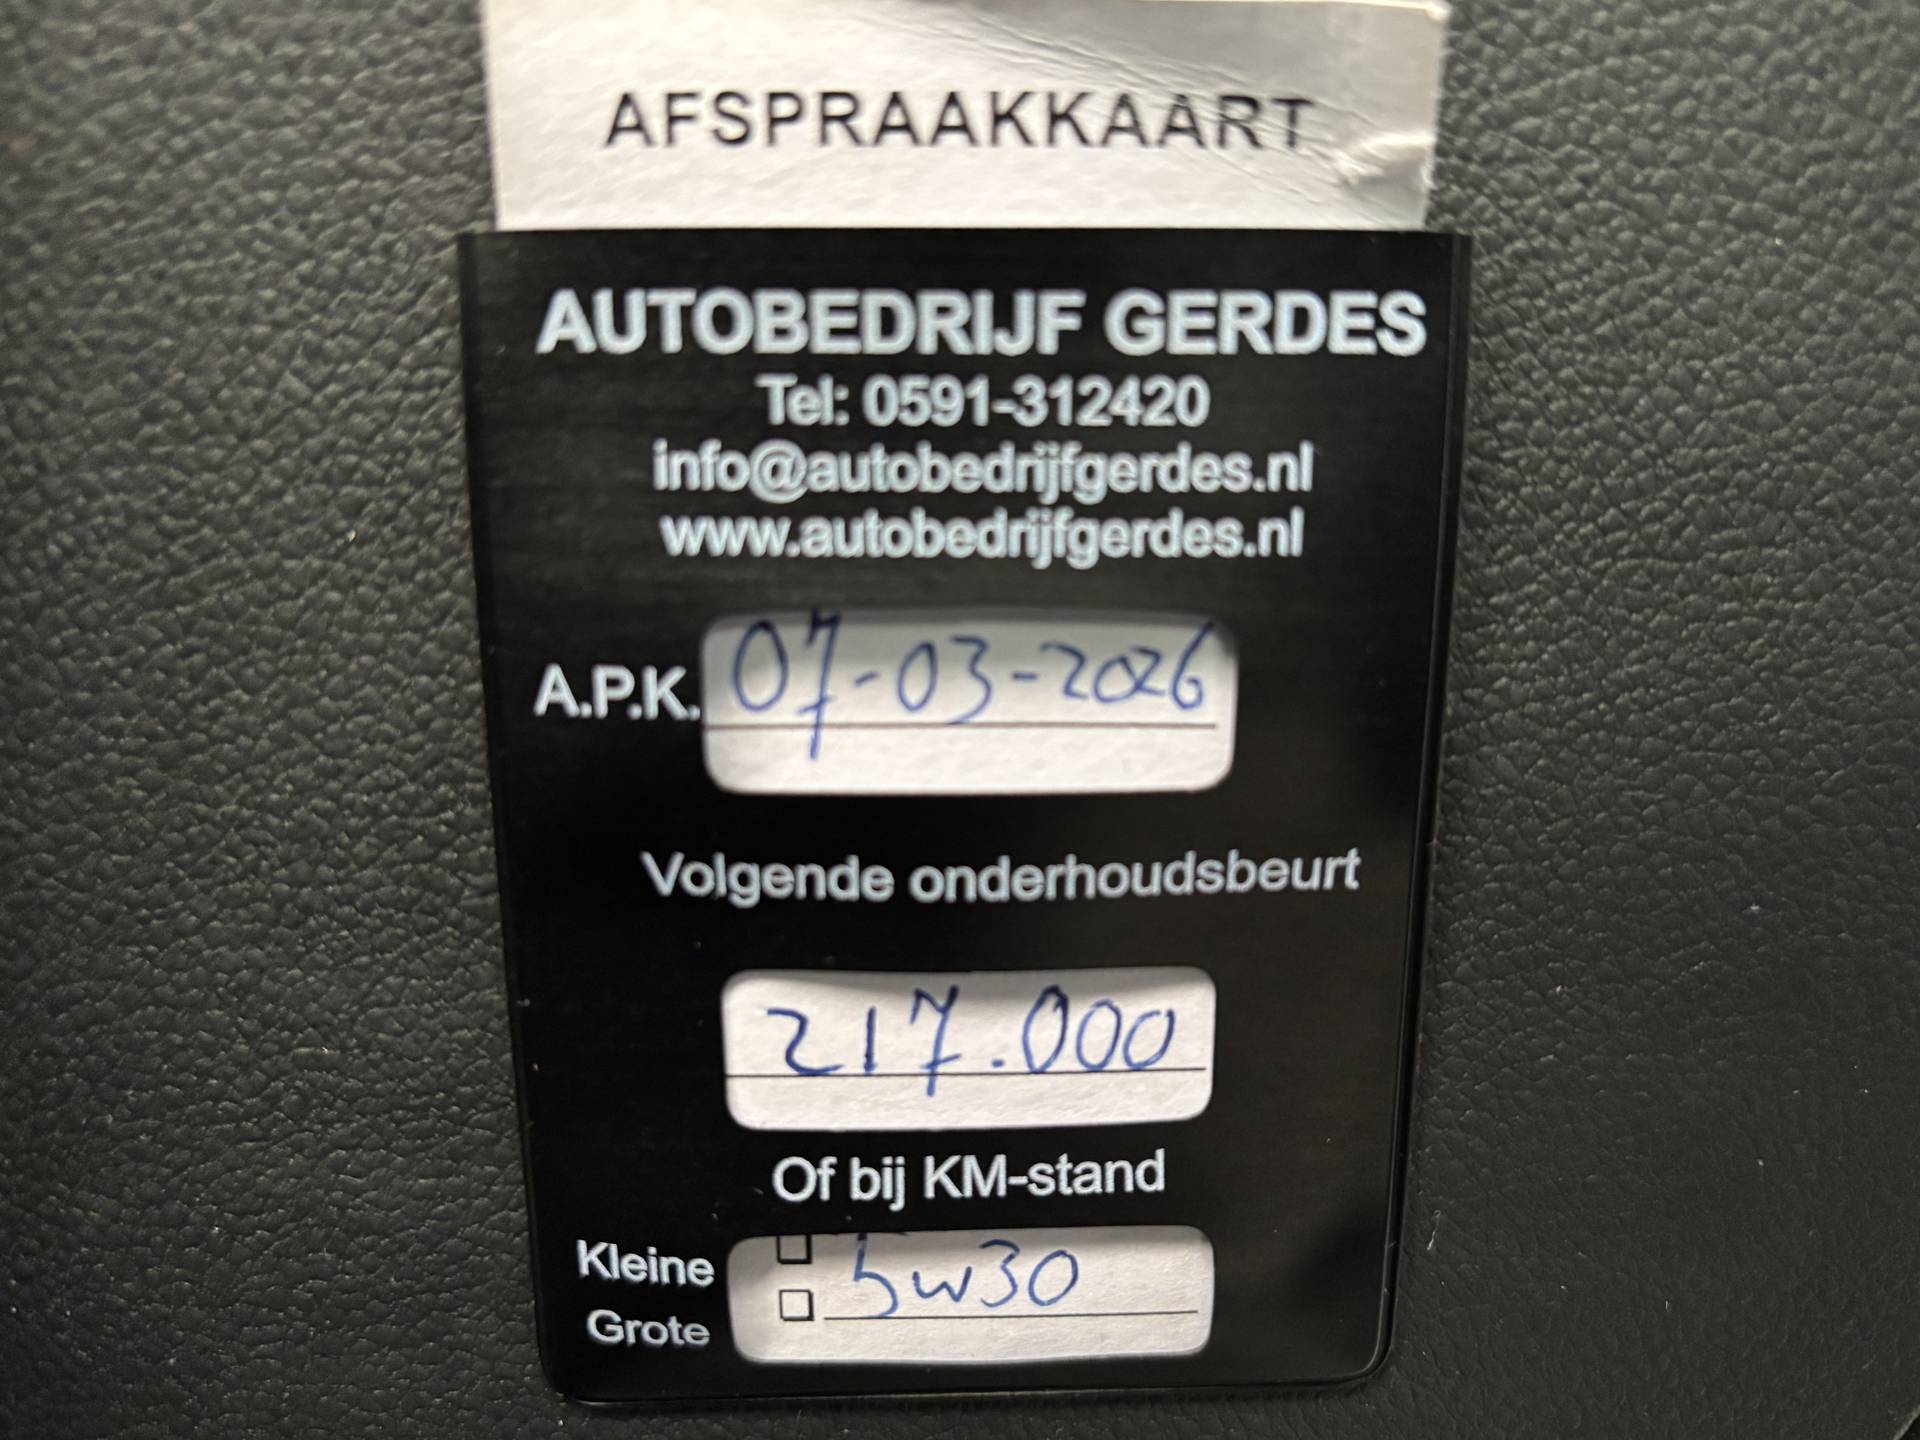 AFSPRAAKKAART
AUTOBEDRIJF GERDES
Tel: 0591-312420
info@autobedrijfgerdes.nl
www.autobedrijfgerdes.nl
A.P.K. 07-03-2026
Volgende onderhoudsbeurt
217.000
Of bij KM-stand
Kleine 5w30
Grote